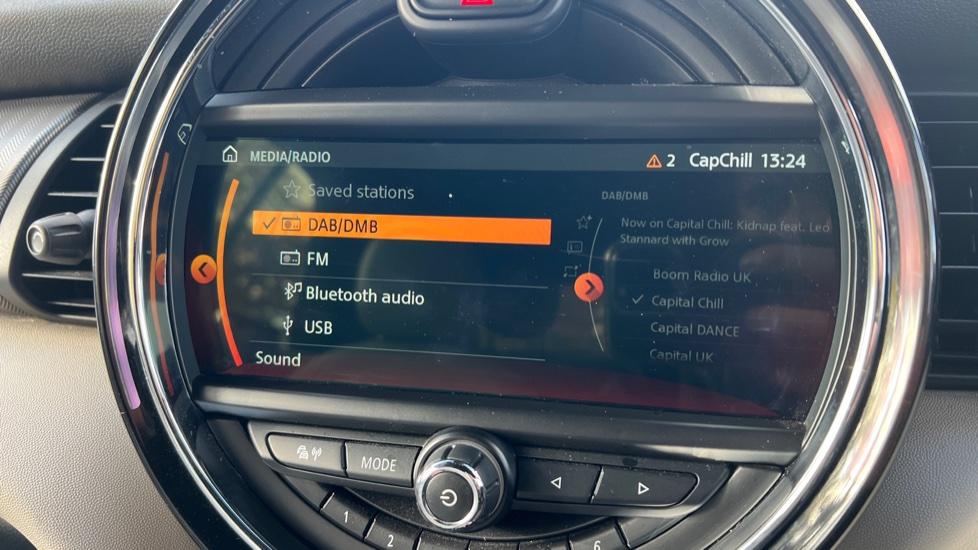 MEDIA/RADIO
2 CapChill 13:24
Saved stations
DAB/DMB
FM
Bluetooth audio
USB
Sound
DAB/DMB
Now on Capital Chill: Kidnap feat. Leo
Stannard with Grow
Boom Radio UK
Capital Chill
Capital DANCE
Capital UK
MODE
1
2
6